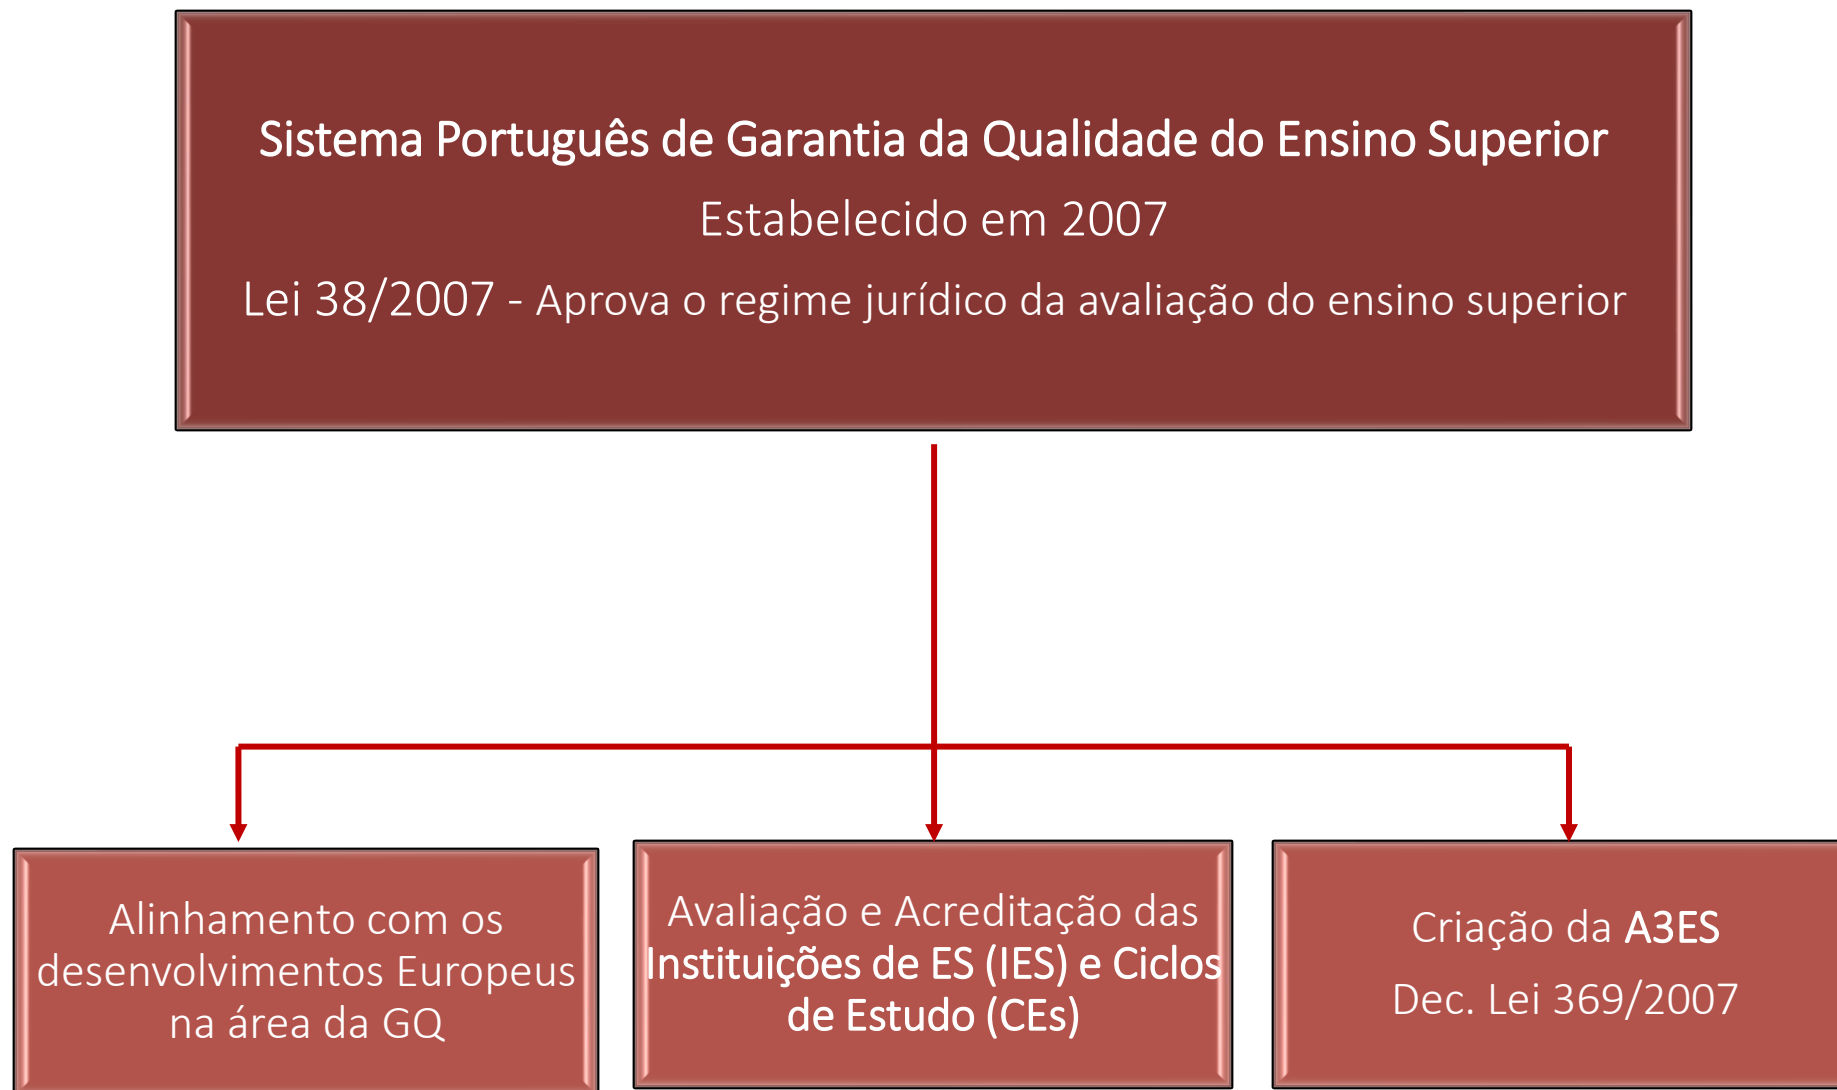 Sistema Português de Garantia da Qualidade do Ensino Superior
Estabelecido em 2007
Lei 38/2007 - Aprova o regime jurídico da avaliação do ensino superior
Alinhamento com os
desenvolvimentos Europeus
na área da GQ
Avaliação e Acreditação das
Instituições de ES (IES) e Ciclos
de Estudo (CEs)
Criação da A3ES
Dec. Lei 369/2007